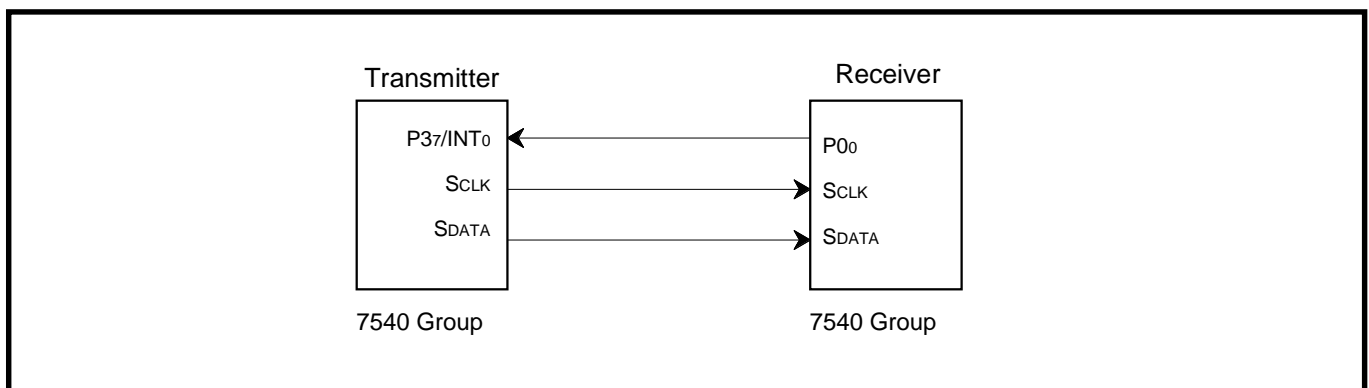 Transmitter
P37/INT0
SCLK
SDATA
7540 Group
Receiver
P00
SCLK
SDATA
7540 Group